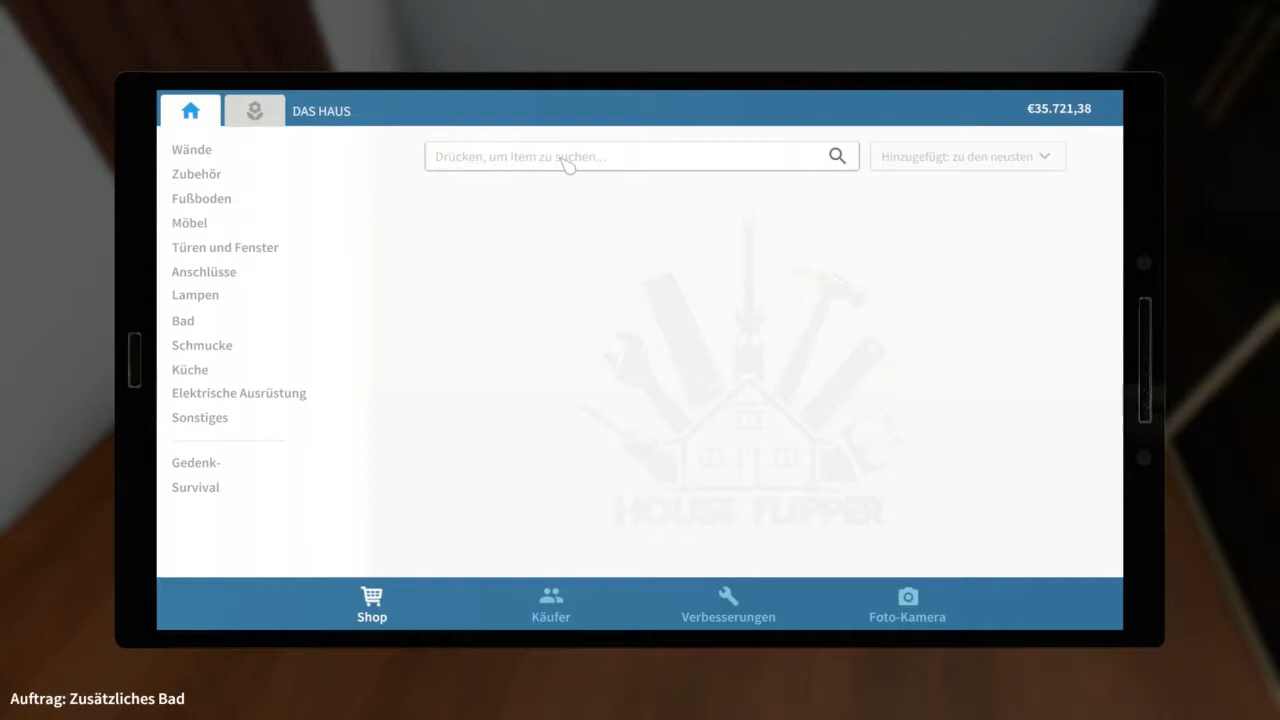 DAS HAUS
€35.721,38
Drücken, um Item zu suchen...
Hinzugefügt: zu den neusten
Wände
Zubehör
Fußboden
Möbel
Türen und Fenster
Anschlüsse
Lampen
Bad
Schmucke
Küche
Elektrische Ausrüstung
Sonstiges
Gedenk-
Survival
HOUSE FLIPPER
Shop
Käufer
Verbesserungen
Foto-Kamera
Auftrag: Zusätzliches Bad